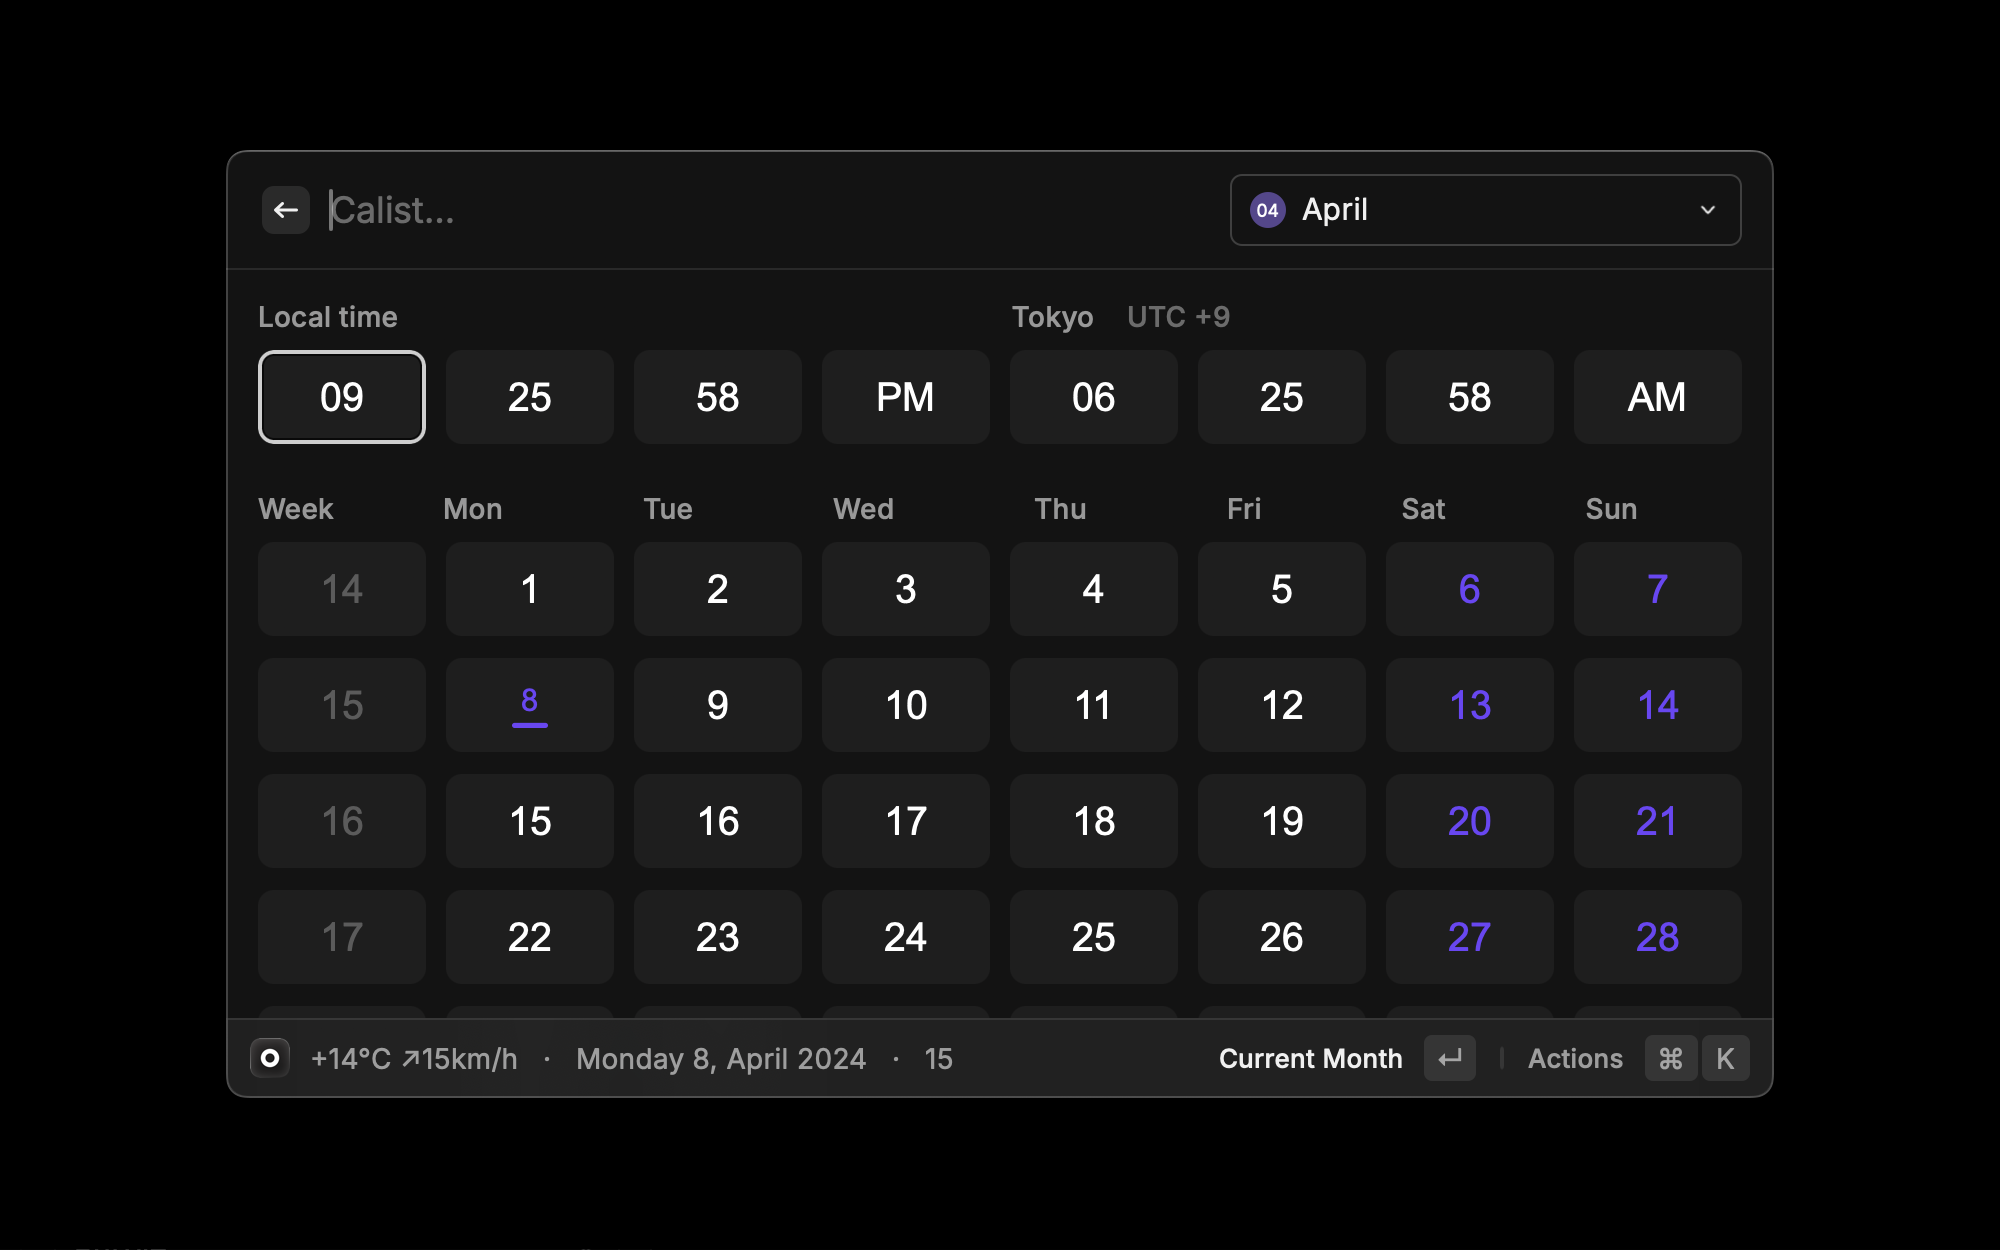 Calist...
04 April
Local time Tokyo UTC +9
09 25 58 PM 06 25 58 AM
Week Mon Tue Wed Thu Fri Sat Sun
14 1 2 3 4 5 6 7
15 8 9 10 11 12 13 14
16 15 16 17 18 19 20 21
17 22 23 24 25 26 27 28
+14°C ↗15km/h · Monday 8, April 2024 · 15 Current Month ↵ | Actions ⌘ K